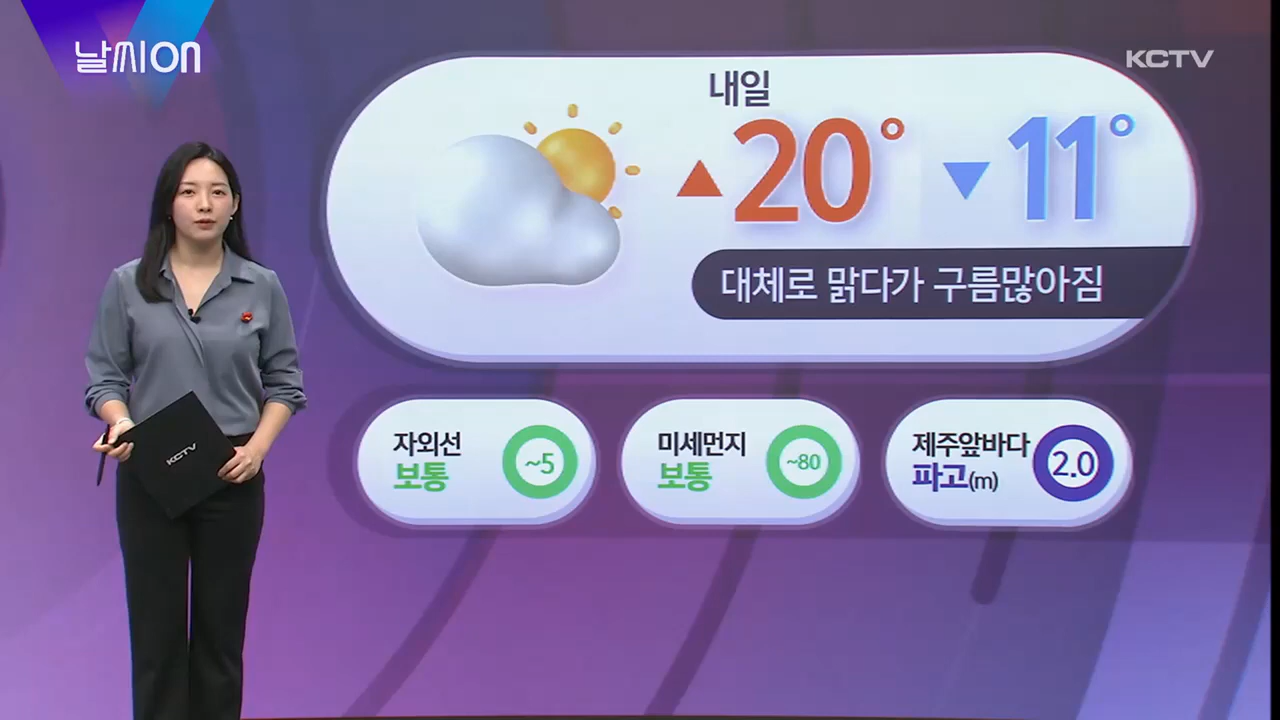 날씨ON
KCTV
내일
▲20° ▼11°
대체로 맑다가 구름많아짐
자외선
보통
~5
미세먼지
보통
~80
제주앞바다
파고(m)
2.0
KCTV